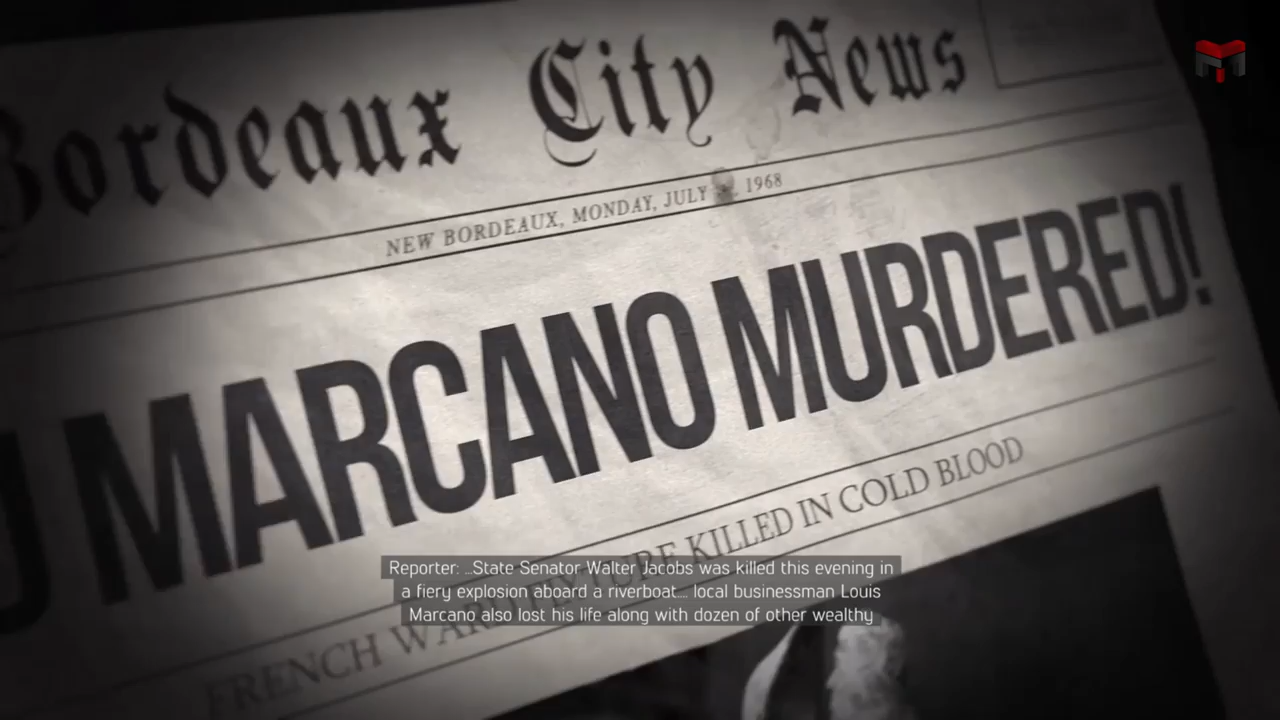 Bordeaux City News
NEW BORDEAUX, MONDAY, JULY 1968
MARCANO MURDERED!
FRENCH WARD FIXTURE KILLED IN COLD BLOOD
Reporter: ...State Senator Walter Jacobs was killed this evening in
a fiery explosion aboard a riverboat.... local businessman Louis
Marcano also lost his life along with dozen of other wealthy